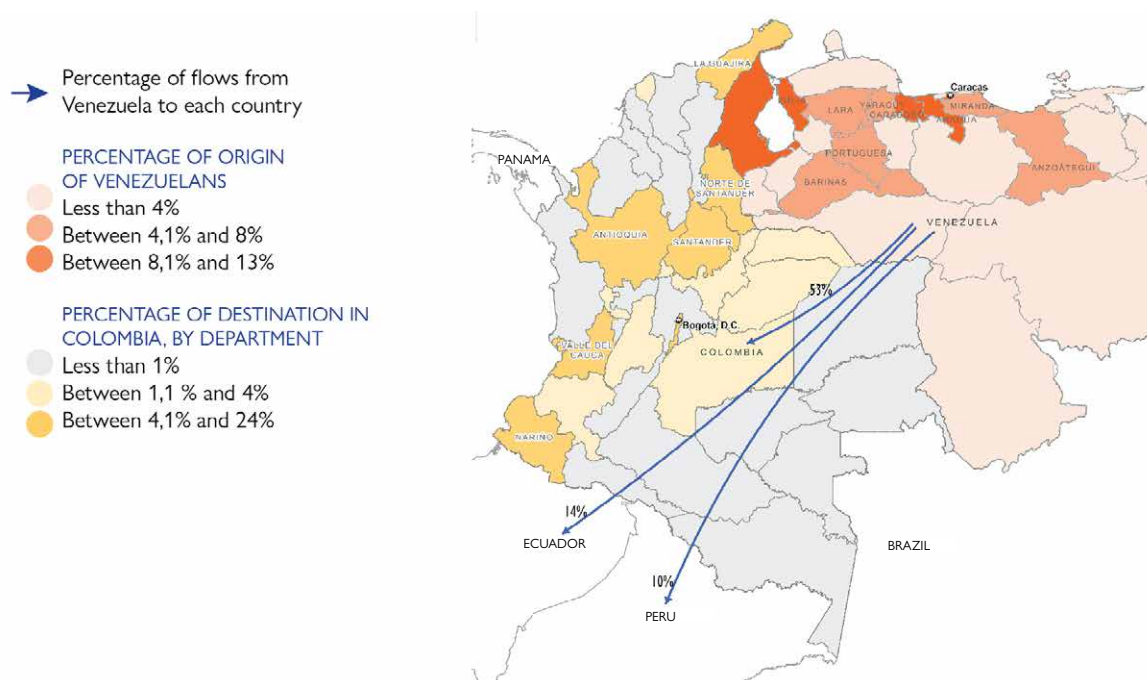 Percentage of flows from
Venezuela to each country
PERCENTAGE OF ORIGIN
OF VENEZUELANS
Less than 4%
Between 4,1% and 8%
Between 8,1% and 13%
PERCENTAGE OF DESTINATION IN
COLOMBIA, BY DEPARTMENT
Less than 1%
Between 1,1 % and 4%
Between 4,1% and 24%
LA GUAJIRA
Caracas
LARA
YARACUY
MIRANDA
CARABOBO
ARAGUA
PANAMA
PORTUGUESA
ANZOÁTEGUI
BARINAS
NORTE DE
SANTANDER
VENEZUELA
ANTIOQUIA
SANTANDER
53%
Bogotá, D.C.
VALLE DEL
CAUCA
COLOMBIA
NARIÑO
14%
ECUADOR
BRAZIL
10%
PERU